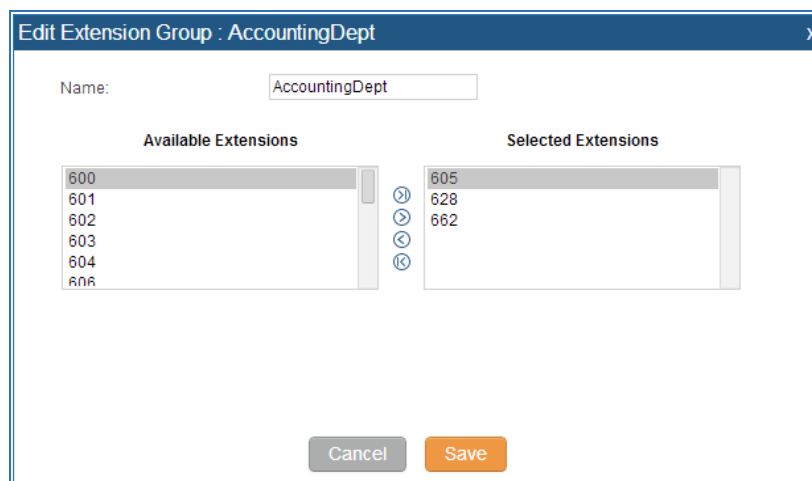 Edit Extension Group : AccountingDept x
Name: AccountingDept
Available Extensions Selected Extensions
600 605
601 628
602 662
603
604
606
Cancel Save